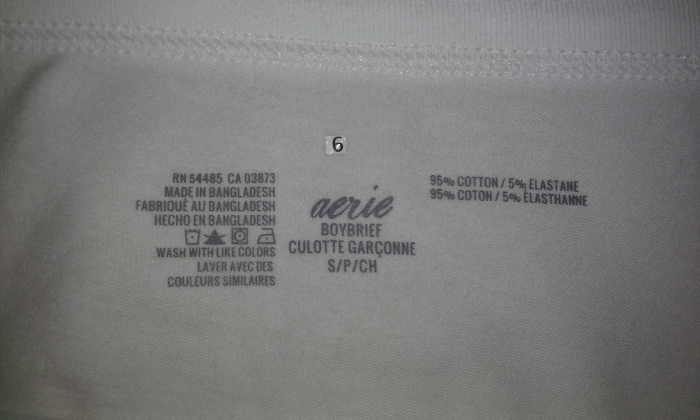 6
RN 54485 CA 03873
MADE IN BANGLADESH
FABRIQUÉ AU BANGLADESH
HECHO EN BANGLADESH
WASH WITH LIKE COLORS
LAVER AVEC DES
COULEURS SIMILAIRES
aerie
BOYBRIEF
CULOTTE GARÇONNE
S/P/CH
95% COTTON / 5% ELASTANE
95% COTON / 5% ÉLASTHANNE